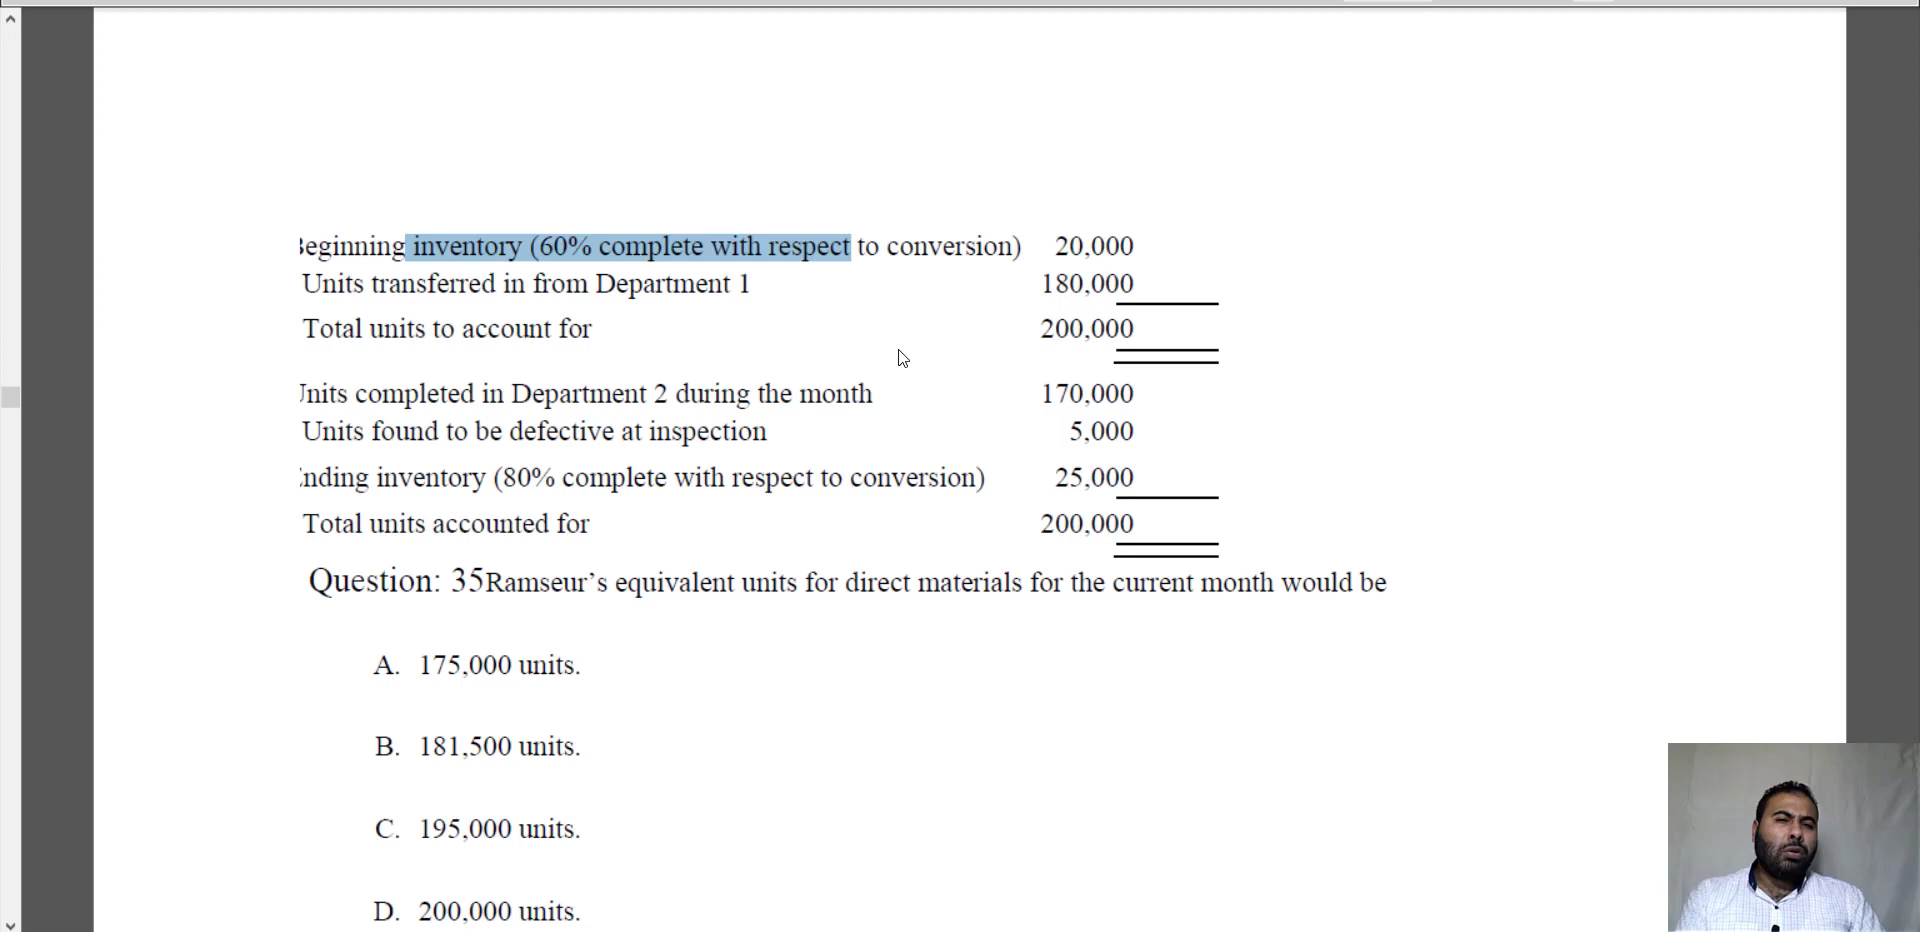 Beginning inventory (60% complete with respect to conversion) 20,000
Units transferred in from Department 1 180,000
Total units to account for 200,000
Units completed in Department 2 during the month 170,000
Units found to be defective at inspection 5,000
Ending inventory (80% complete with respect to conversion) 25,000
Total units accounted for 200,000
Question: 35Ramseur’s equivalent units for direct materials for the current month would be
A. 175,000 units.
B. 181,500 units.
C. 195,000 units.
D. 200,000 units.